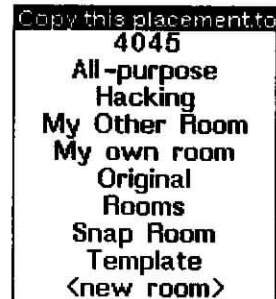 Copy this placement to
4045
All-purpose
Hacking
My Other Room
My own room
Original
Rooms
Snap Room
Template
<new room>